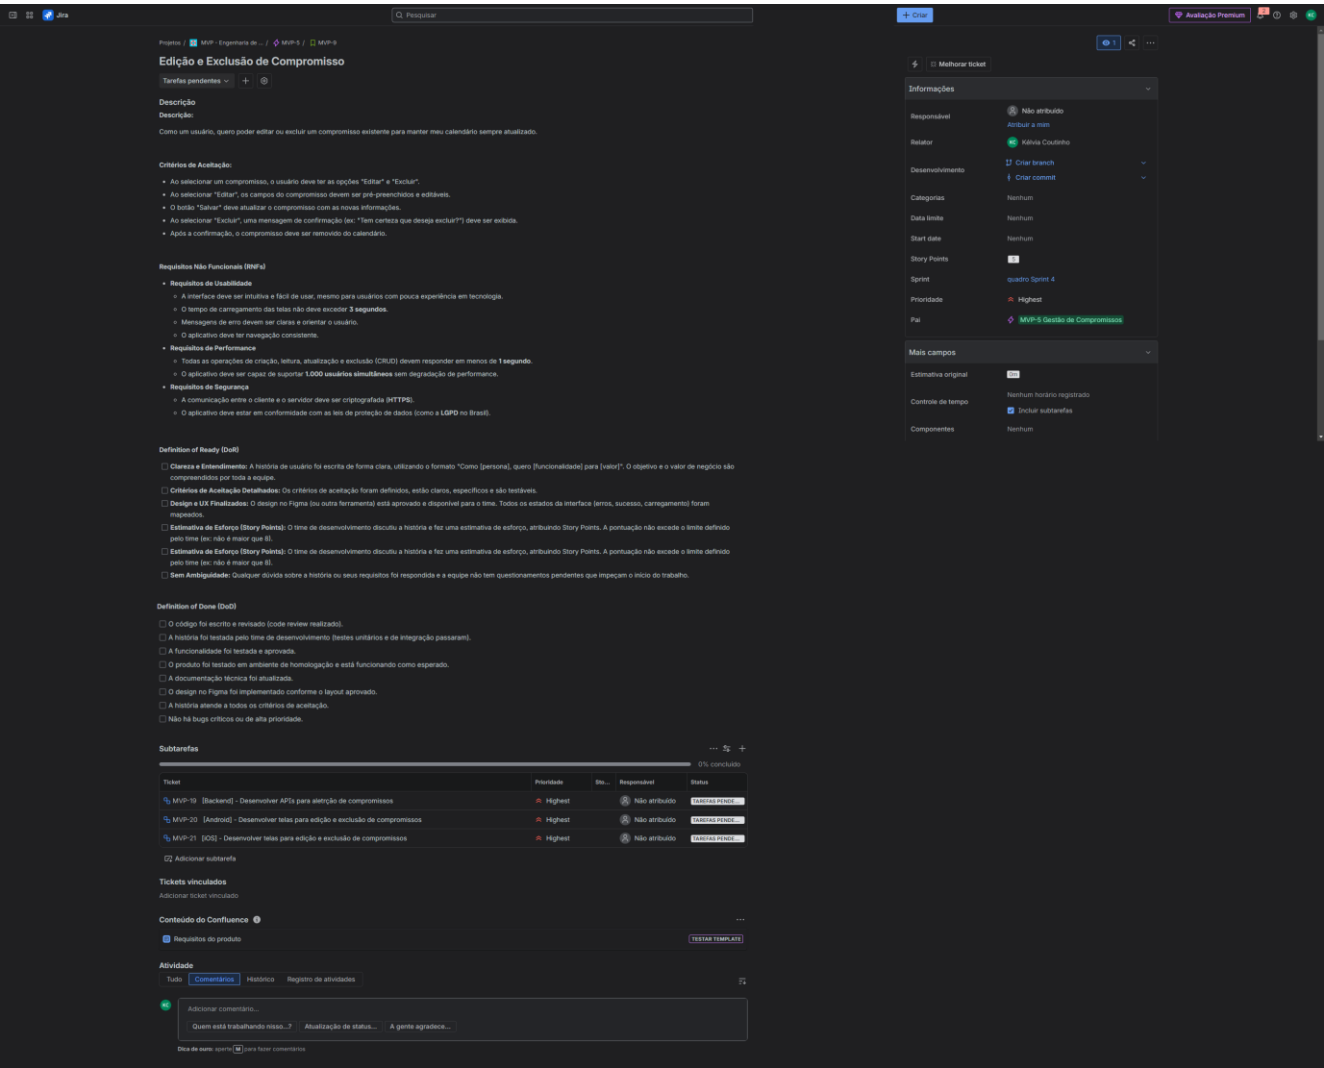 Jira
Pesquisar
Criar
Avaliação Premium
Projetos / MVP - Engenharia de ... / MVP-5 / MVP-9
1
Edição e Exclusão de Compromisso
Melhorar ticket
Tarefas pendentes
Descrição
Descrição:
Como um usuário, quero poder editar ou excluir um compromisso existente para manter meu calendário sempre atualizado.
Critérios de Aceitação:
Ao selecionar um compromisso, o usuário deve ter as opções "Editar" e "Excluir".
Ao selecionar "Editar", os campos do compromisso devem ser pré-preenchidos e editáveis.
O botão "Salvar" deve atualizar o compromisso com as novas informações.
Ao selecionar "Excluir", uma mensagem de confirmação (ex: "Tem certeza que deseja excluir?") deve ser exibida.
Após a confirmação, o compromisso deve ser removido do calendário.
Requisitos Não Funcionais (RNFs)
Requisitos de Usabilidade
A interface deve ser intuitiva e fácil de usar, mesmo para usuários com pouca experiência em tecnologia.
O tempo de carregamento das telas não deve exceder 3 segundos.
Mensagens de erro devem ser claras e orientar o usuário.
O aplicativo deve ter navegação consistente.
Requisitos de Performance
Todas as operações de criação, leitura, atualização e exclusão (CRUD) devem responder em menos de 1 segundo.
O aplicativo deve ser capaz de suportar 1.000 usuários simultâneos sem degradação de performance.
Requisitos de Segurança
A comunicação entre o cliente e o servidor deve ser criptografada (HTTPS).
O aplicativo deve estar em conformidade com as leis de proteção de dados (como a LGPD no Brasil).
Definition of Ready (DoR)
Clareza e Entendimento: A história de usuário foi escrita de forma clara, utilizando o formato "Como [persona], quero [funcionalidade] para [valor]". O objetivo e o valor de negócio são
compreendidos por toda a equipe.
Critérios de Aceitação Detalhados: Os critérios de aceitação foram definidos, estão claros, específicos e são testáveis.
Design e UX Finalizados: O design no Figma (ou outra ferramenta) está aprovado e disponível para o time. Todos os estados da interface (erros, sucesso, carregamento) foram
mapeados.
Estimativa de Esforço (Story Points): O time de desenvolvimento discutiu a história e fez uma estimativa de esforço, atribuindo Story Points. A pontuação não excede o limite definido
pelo time (ex: não é maior que 8).
Estimativa de Esforço (Story Points): O time de desenvolvimento discutiu a história e fez uma estimativa de esforço, atribuindo Story Points. A pontuação não excede o limite definido
pelo time (ex: não é maior que 8).
Sem Ambiguidade: Qualquer dúvida sobre a história ou seus requisitos foi respondida e a equipe não tem questionamentos pendentes que impeçam o início do trabalho.
Definition of Done (DoD)
O código foi escrito e revisado (code review realizado).
A história foi testada pelo time de desenvolvimento (testes unitários e de integração passaram).
A funcionalidade foi testada e aprovada.
O produto foi testado em ambiente de homologação e está funcionando como esperado.
A documentação técnica foi atualizada.
O design no Figma foi implementado conforme o layout aprovado.
A história atende a todos os critérios de aceitação.
Não há bugs críticos ou de alta prioridade.
Subtarefas
0% concluído
Ticket Prioridade Sto... Responsável Status
MVP-19 [Backend] - Desenvolver APIs para aletrção de compromissos Highest Não atribuído TAREFAS PENDE...
MVP-20 [Android] - Desenvolver telas para edição e exclusão de compromissos Highest Não atribuído TAREFAS PENDE...
MVP-21 [iOS] - Desenvolver telas para edição e exclusão de compromissos Highest Não atribuído TAREFAS PENDE...
Adicionar subtarefa
Tickets vinculados
Adicionar ticket vinculado
Conteúdo do Confluence
Requisitos do produto TESTAR TEMPLATE
Atividade
Tudo Comentários Histórico Registro de atividades
KC
Adicionar comentário...
Quem está trabalhando nisso...? Atualização de status... A gente agradece...
Dica de ouro: aperte M para fazer comentários
Informações
Responsável Não atribuído
Atribuir a mim
Relator KC Kélvia Coutinho
Desenvolvimento Criar branch
Criar commit
Categorias Nenhum
Data limite Nenhum
Start date Nenhum
Story Points 5
Sprint quadro Sprint 4
Prioridade Highest
Pai MVP-5 Gestão de Compromissos
Mais campos
Estimativa original 0m
Controle de tempo Nenhum horário registrado
Incluir subtarefas
Componentes Nenhum